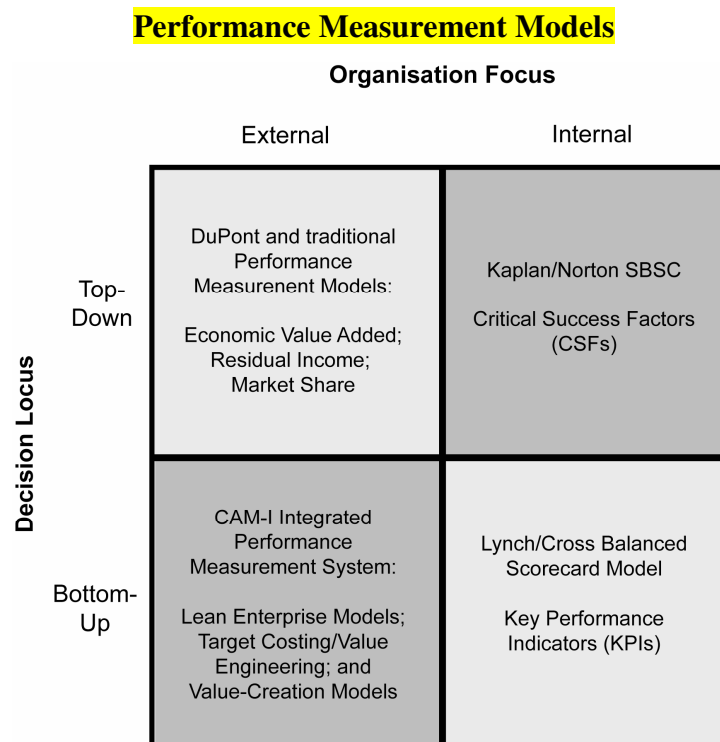 Performance Measurement Models
Organisation Focus
External
Internal
Decision Locus
Top-
Down
DuPont and traditional
Performance
Measurenent Models:
Economic Value Added;
Residual Income;
Market Share
Kaplan/Norton SBSC
Critical Success Factors
(CSFs)
Bottom-
Up
CAM-I Integrated
Performance
Measurement System:
Lean Enterprise Models;
Target Costing/Value
Engineering; and
Value-Creation Models
Lynch/Cross Balanced
Scorecard Model
Key Performance
Indicators (KPIs)